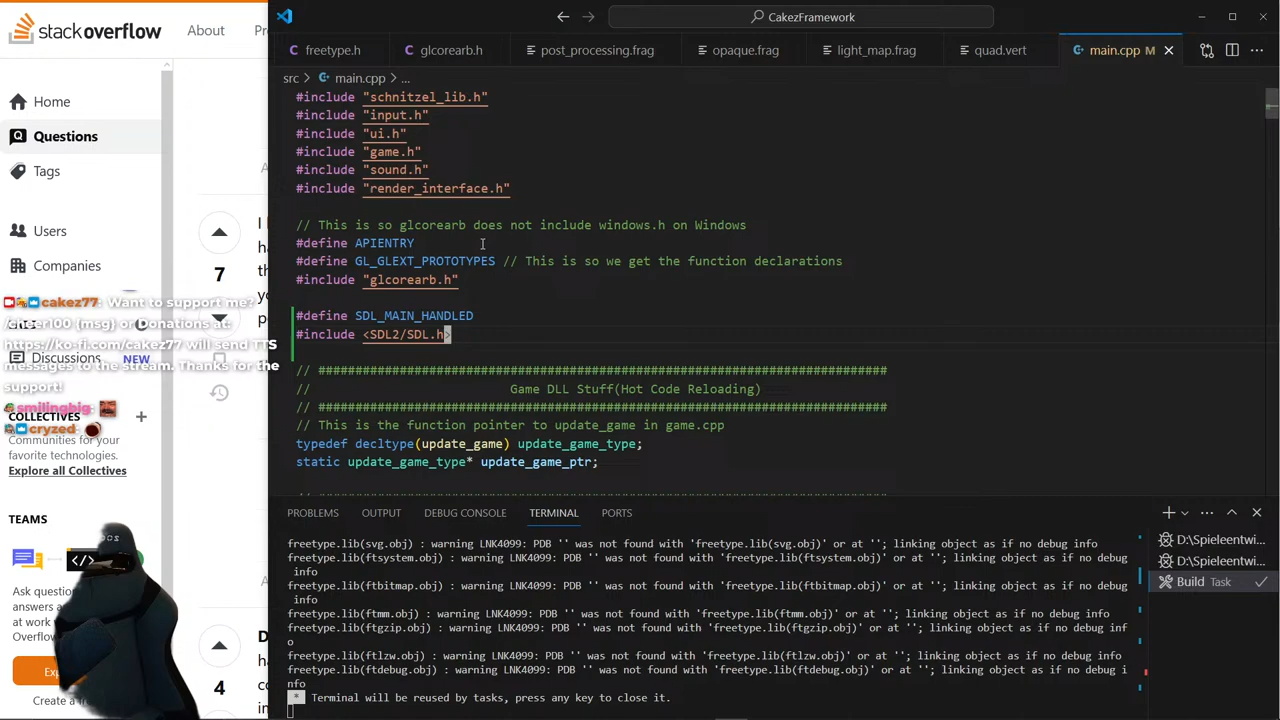 stackoverflow
About
Home
Questions
Tags
Users
Companies
cakez77: Want to support me?
/cheer100 {msg} or Donations at:
https://ko-fi.com/cakez77 will send TTS
messages to the stream. Thanks for the
support!
smilingbig:
cryzed:
Discussions
NEW
COLLECTIVES
Communities for your
favorite technologies.
Explore all Collectives
TEAMS
Ask question
answers at work
Overflow
Exp
Create a fr
7
4
CakezFramework
freetype.h
glcorearb.h
post_processing.frag
opaque.frag
light_map.frag
quad.vert
main.cpp M
src > main.cpp > ...
#include "schnitzel_lib.h"
#include "input.h"
#include "ui.h"
#include "game.h"
#include "sound.h"
#include "render_interface.h"
// This is so glcorearb does not include windows.h on Windows
#define APIENTRY
#define GL_GLEXT_PROTOTYPES // This is so we get the function declarations
#include "glcorearb.h"
#define SDL_MAIN_HANDLED
#include <SDL2/SDL.h>
// #############################################################################
// Game DLL Stuff(Hot Code Reloading)
// #############################################################################
// This is the function pointer to update_game in game.cpp
typedef decltype(update_game) update_game_type;
static update_game_type* update_game_ptr;
PROBLEMS
OUTPUT
DEBUG CONSOLE
TERMINAL
PORTS
freetype.lib(svg.obj) : warning LNK4099: PDB '' was not found with 'freetype.lib(svg.obj)' or at ''; linking object as if no debug info
freetype.lib(ftsystem.obj) : warning LNK4099: PDB '' was not found with 'freetype.lib(ftsystem.obj)' or at ''; linking object as if no debug
info
freetype.lib(ftbitmap.obj) : warning LNK4099: PDB '' was not found with 'freetype.lib(ftbitmap.obj)' or at ''; linking object as if no debug
info
freetype.lib(ftmm.obj) : warning LNK4099: PDB '' was not found with 'freetype.lib(ftmm.obj)' or at ''; linking object as if no debug info
freetype.lib(ftgzip.obj) : warning LNK4099: PDB '' was not found with 'freetype.lib(ftgzip.obj)' or at ''; linking object as if no debug inf
o
freetype.lib(ftlzw.obj) : warning LNK4099: PDB '' was not found with 'freetype.lib(ftlzw.obj)' or at ''; linking object as if no debug info
freetype.lib(ftdebug.obj) : warning LNK4099: PDB '' was not found with 'freetype.lib(ftdebug.obj)' or at ''; linking object as if no debug i
nfo
* Terminal will be reused by tasks, press any key to close it.
D:\Spieleentwi...
D:\Spieleentwi...
Build Task